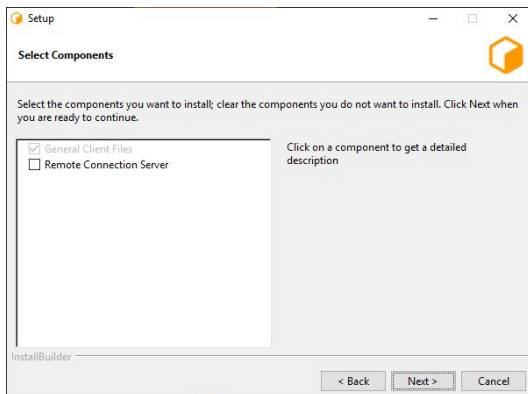 Setup
Select Components
Select the components you want to install; clear the components you do not want to install. Click Next when
you are ready to continue.
General Client Files
Remote Connection Server
Click on a component to get a detailed
description
InstallBuilder
< Back
Next >
Cancel